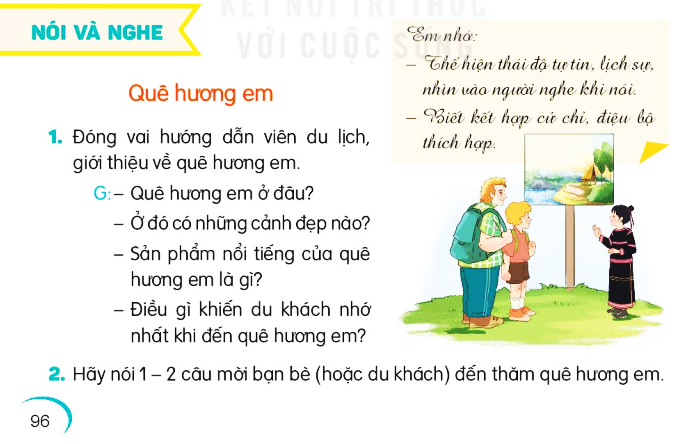 KẾT NỐI TRI THỨC
VỚI CUỘC SỐNG
NÓI VÀ NGHE
Quê hương em
1. Đóng vai hướng dẫn viên du lịch,
giới thiệu về quê hương em.
G: – Quê hương em ở đâu?
– Ở đó có những cảnh đẹp nào?
– Sản phẩm nổi tiếng của quê
hương em là gì?
– Điều gì khiến du khách nhớ
nhất khi đến quê hương em?
Em nhớ:
– Thể hiện thái độ tự tin, lịch sự,
nhìn vào người nghe khi nói.
– Biết kết hợp cử chỉ, điệu bộ
thích hợp.
2. Hãy nói 1 – 2 câu mời bạn bè (hoặc du khách) đến thăm quê hương em.
96